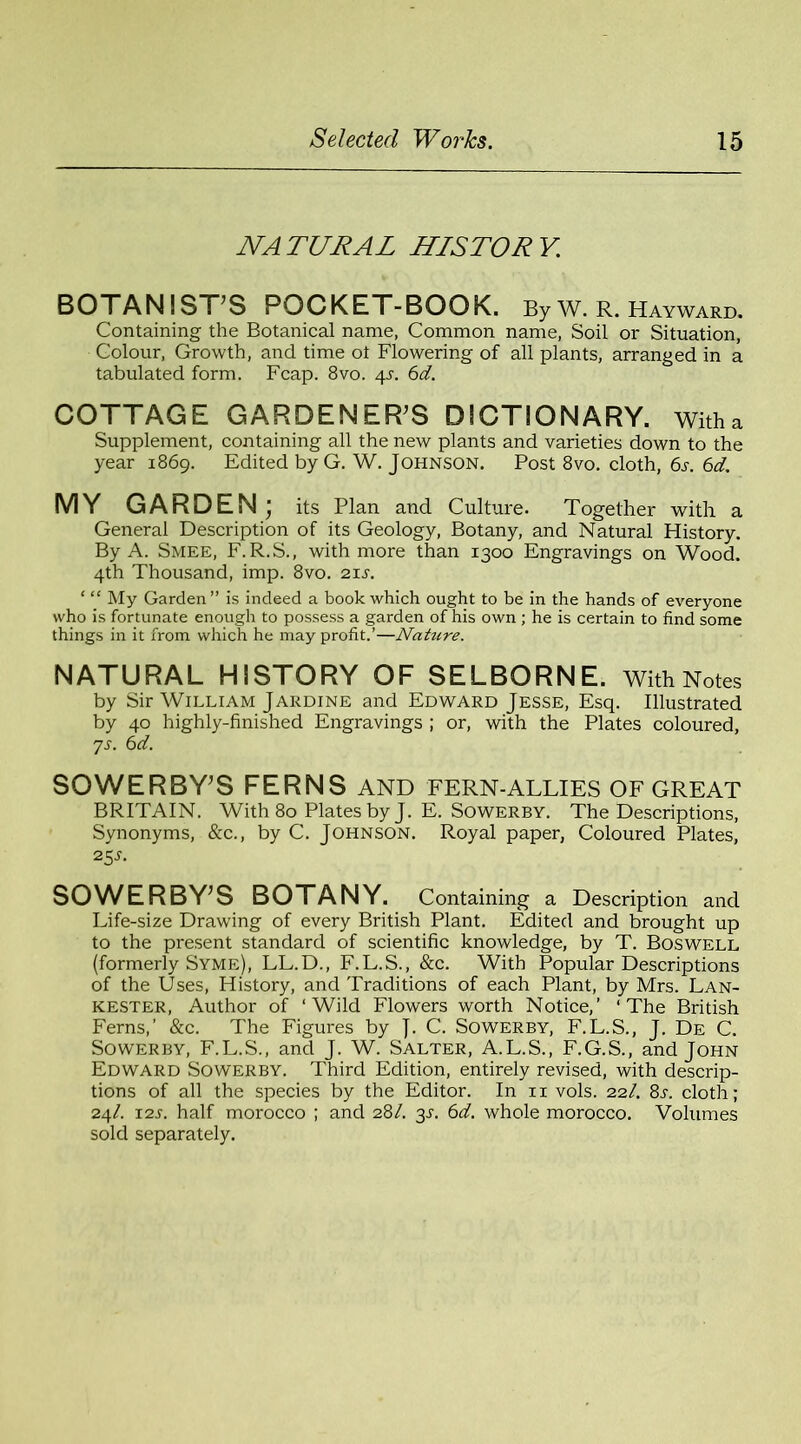 Selected Works. 15
NATURAL HISTORY.
BOTANIST'S POCKET-BOOK. By W. R. HAYWARD.
Containing the Botanical name, Common name, Soil or Situation,
Colour, Growth, and time ot Flowering of all plants, arranged in a
tabulated form. Fcap. 8vo. 4s. 6d.
COTTAGE GARDENER'S DICTIONARY. With a
Supplement, containing all the new plants and varieties down to the
year 1869. Edited by G. W. JOHNSON. Post 8vo. cloth, 6s. 6d.
MY GARDEN; its Plan and Culture. Together with a
General Description of its Geology, Botany, and Natural History.
By A. SMEE, F.R.S., with more than 1300 Engravings on Wood.
4th Thousand, imp. 8vo. 21s.
‘ “ My Garden ” is indeed a book which ought to be in the hands of everyone
who is fortunate enough to possess a garden of his own ; he is certain to find some
things in it from which he may profit.’—Nature.
NATURAL HISTORY OF SELBORNE. With Notes
by Sir WILLIAM JARDINE and EDWARD JESSE, Esq. Illustrated
by 40 highly-finished Engravings ; or, with the Plates coloured,
7s. 6d.
SOWERBY'S FERNS AND FERN-ALLIES OF GREAT
BRITAIN. With 80 Plates by J. E. SOWERBY. The Descriptions,
Synonyms, &c., by C. JOHNSON. Royal paper, Coloured Plates,
25s.
SOWERBY'S BOTANY. Containing a Description and
Life-size Drawing of every British Plant. Edited and brought up
to the present standard of scientific knowledge, by T. BOSWELL
(formerly SYME), LL.D., F.L.S., &c. With Popular Descriptions
of the Uses, History, and Traditions of each Plant, by Mrs. LAN-
KESTER, Author of ‘ Wild Flowers worth Notice,’ ‘ The British
Ferns,’ &c. The Figures by J. C. SOWERBY, F.L.S., J. DE C.
SOWERBY, F.L.S., and J. W. SALTER, A.L.S., F.G.S., and JOHN
EDWARD SOWERBY. Third Edition, entirely revised, with descrip-
tions of all the species by the Editor. In 11 vols. 22l. 8s. cloth ;
24l. 12s. half morocco ; and 28l. 3s. 6d. whole morocco. Volumes
sold separately.